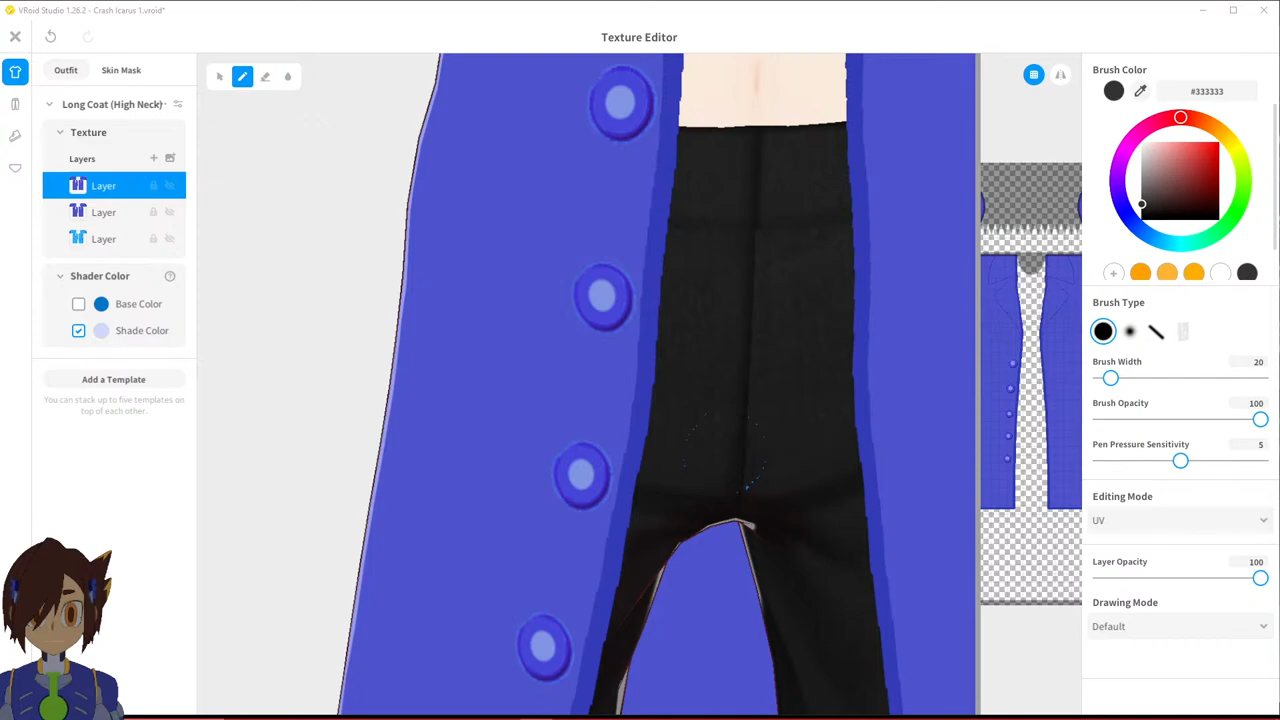 VRoid Studio 1.26.2* - Crash Icarus 1.vroid*
Texture Editor
Outfit
Skin Mask
Long Coat (High Neck)
Texture
Layers
Layer
Layer
Layer
Shader Color
Base Color
Shade Color
Add a Template
You can stack up to five templates on
top of each other.
Brush Color
#333333
Brush Type
Brush Width
20
Brush Opacity
100
Pen Pressure Sensitivity
5
Editing Mode
UV
Layer Opacity
100
Drawing Mode
Default